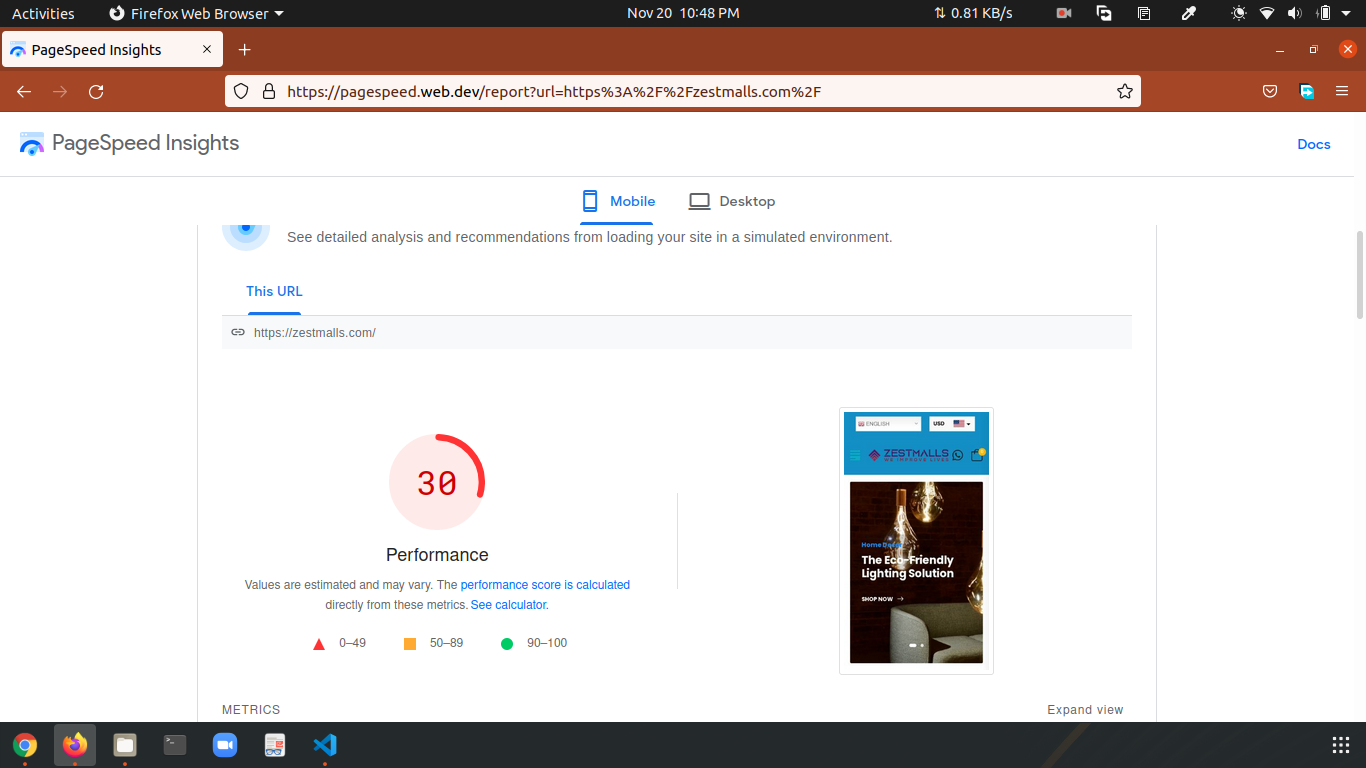 Activities
Firefox Web Browser
Nov 20 10:48 PM
0.81 KB/s
PageSpeed Insights
https://pagespeed.web.dev/report?url=https%3A%2F%2Fzestmalls.com%2F
PageSpeed Insights
Docs
Mobile
Desktop
See detailed analysis and recommendations from loading your site in a simulated environment.
This URL
https://zestmalls.com/
30
Performance
Values are estimated and may vary. The performance score is calculated
directly from these metrics. See calculator.
0–49
50–89
90–100
ENGLISH
USD
ZESTMALLS
WE IMPROVE LIVES
Home Design
The Eco-Friendly
Lighting Solution
SHOP NOW
METRICS
Expand view